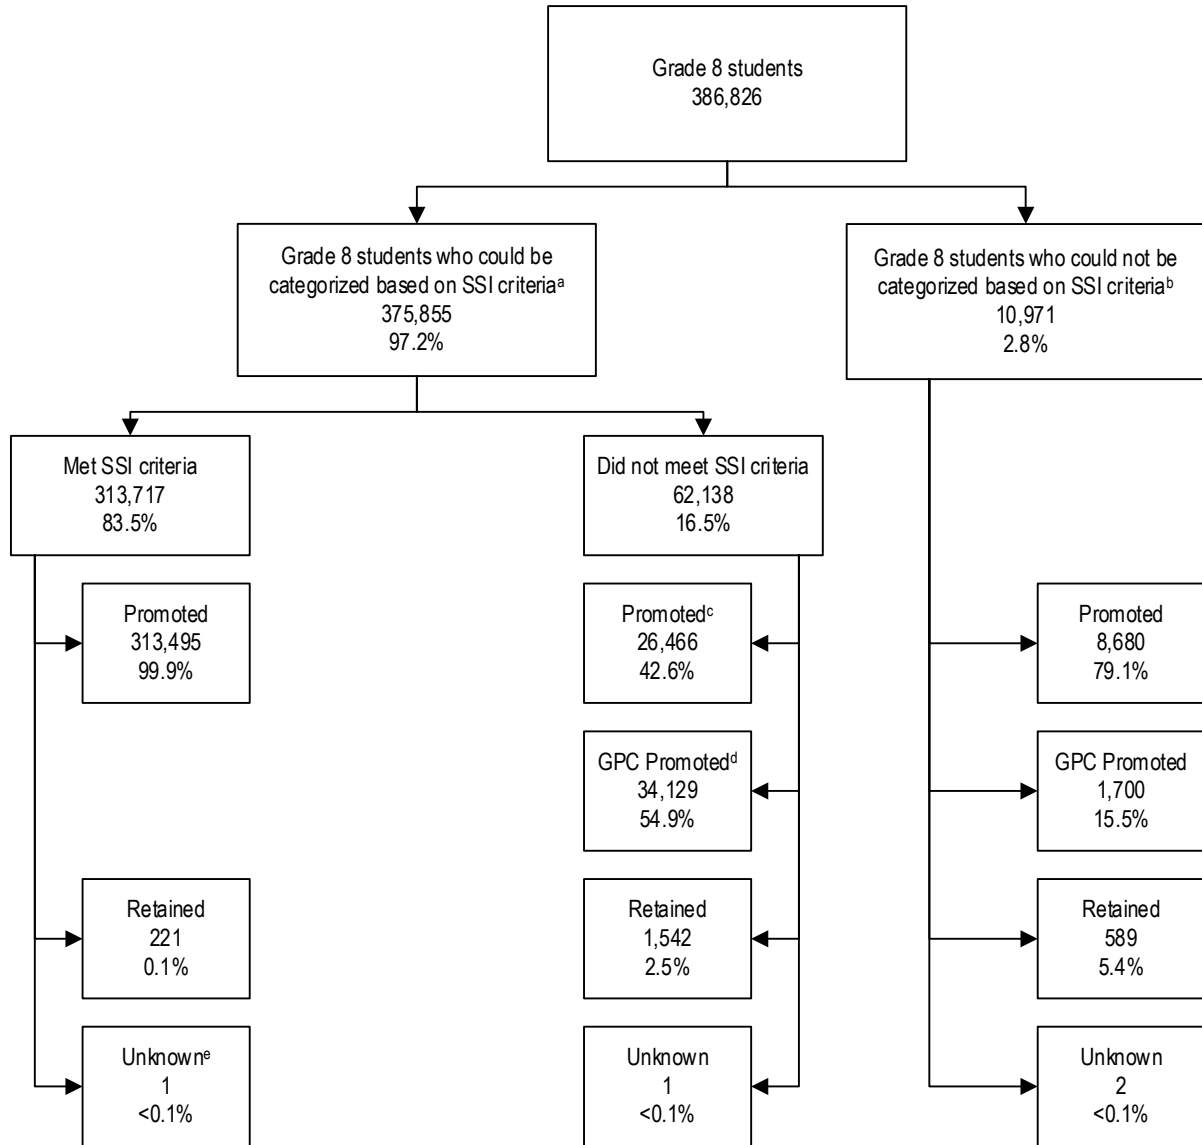 Grade 8 students
386,826
Grade 8 students who could be
categorized based on SSI criteriaᵃ
375,855
97.2%
Grade 8 students who could not be
categorized based on SSI criteriaᵇ
10,971
2.8%
Met SSI criteria
313,717
83.5%
Did not meet SSI criteria
62,138
16.5%
Promoted
313,495
99.9%
Promotedᶜ
26,466
42.6%
Promoted
8,680
79.1%
GPC Promotedᵈ
34,129
54.9%
GPC Promoted
1,700
15.5%
Retained
221
0.1%
Retained
1,542
2.5%
Retained
589
5.4%
Unknownᵉ
1
<0.1%
Unknown
1
<0.1%
Unknown
2
<0.1%